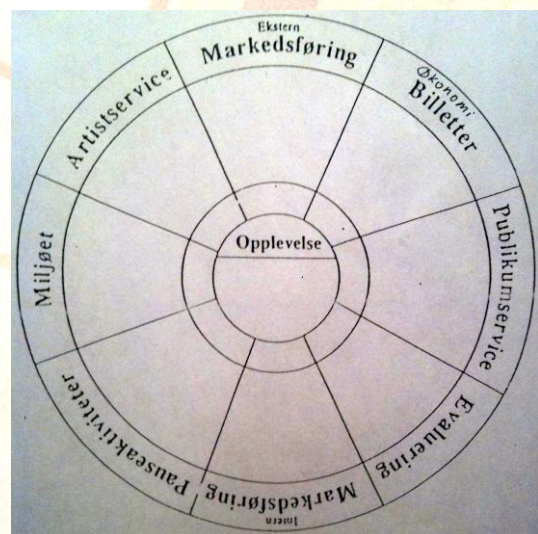 Ekstern
Markedsføring
Økonomi
Billetter
Publikumservice
Evaluering
Markedsføring
Intern
Pauseaktiviteter
Miljøet
Artistservice
Opplevelse